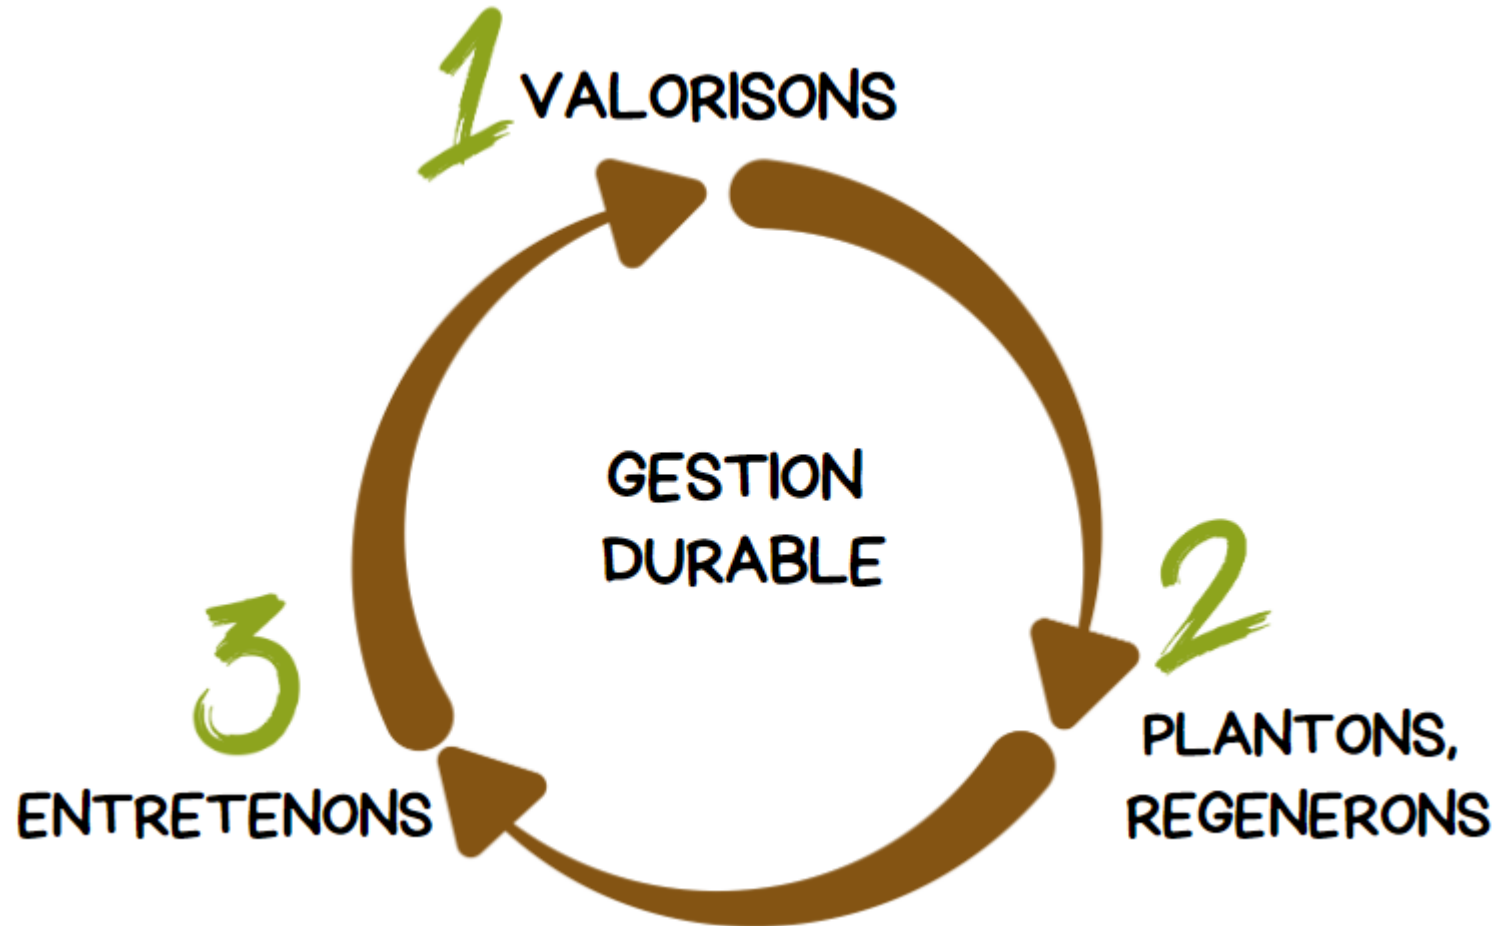 1 VALORISONS
GESTION
DURABLE
2
PLANTONS,
REGENERONS
3
ENTRETENONS